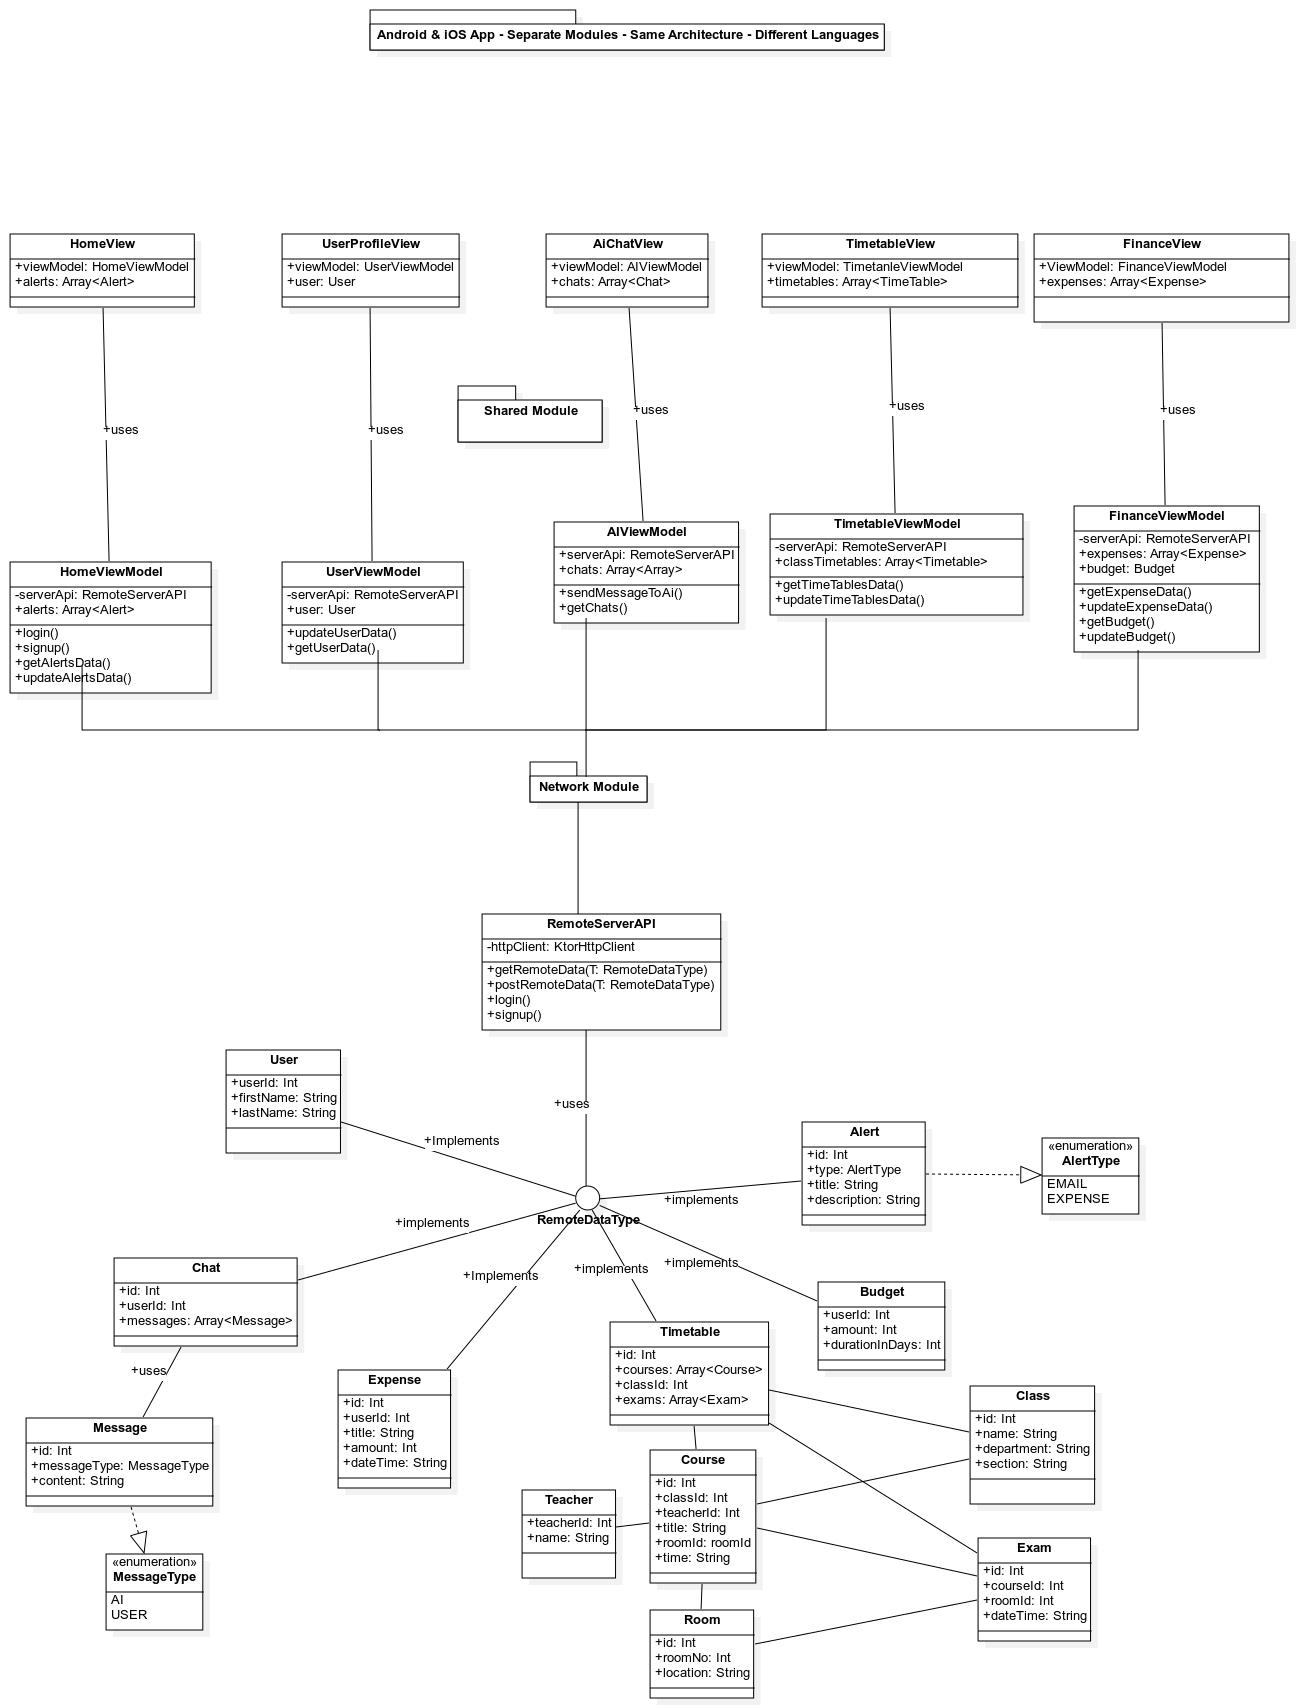 Android & iOS App - Separate Modules - Same Architecture - Different Languages
HomeView
+viewModel: HomeViewModel
+alerts: Array<Alert>
UserProfileView
+viewModel: UserViewModel
+user: User
AiChatView
+viewModel: AIViewModel
+chats: Array<Chat>
TimetableView
+viewModel: TimetanleViewModel
+timetables: Array<TimeTable>
FinanceView
+ViewModel: FinanceViewModel
+expenses: Array<Expense>
Shared Module
+uses
+uses
+uses
+uses
+uses
HomeViewModel
-serverApi: RemoteServerAPI
+alerts: Array<Alert>
+login()
+signup()
+getAlertsData()
+updateAlertsData()
UserViewModel
-serverApi: RemoteServerAPI
+user: User
+updateUserData()
+getUserData()
AIViewModel
+serverApi: RemoteServerAPI
+chats: Array<Array>
+sendMessageToAi()
+getChats()
TimetableViewModel
-serverApi: RemoteServerAPI
+classTimetables: Array<Timetable>
+getTimeTablesData()
+updateTimeTablesData()
FinanceViewModel
-serverApi: RemoteServerAPI
+expenses: Array<Expense>
+budget: Budget
+getExpenseData()
+updateExpenseData()
+getBudget()
+updateBudget()
Network Module
RemoteServerAPI
-httpClient: KtorHttpClient
+getRemoteData(T: RemoteDataType)
+postRemoteData(T: RemoteDataType)
+login()
+signup()
User
+userId: Int
+firstName: String
+lastName: String
+uses
+Implements
Alert
+id: Int
+type: AlertType
+title: String
+description: String
«enumeration»
AlertType
EMAIL
EXPENSE
+implements
RemoteDataType
+implements
+Implements
+implements
+implements
Chat
+id: Int
+userId: Int
+messages: Array<Message>
Budget
+userId: Int
+amount: Int
+durationInDays: Int
Timetable
+id: Int
+courses: Array<Course>
+classId: Int
+exams: Array<Exam>
+uses
Expense
+id: Int
+userId: Int
+title: String
+amount: Int
+dateTime: String
Class
+id: Int
+name: String
+department: String
+section: String
Message
+id: Int
+messageType: MessageType
+content: String
Course
+id: Int
+classId: Int
+teacherId: Int
+title: String
+roomId: roomId
+time: String
Teacher
+teacherId: Int
+name: String
Exam
+id: Int
+courseId: Int
+roomId: Int
+dateTime: String
«enumeration»
MessageType
AI
USER
Room
+id: Int
+roomNo: Int
+location: String